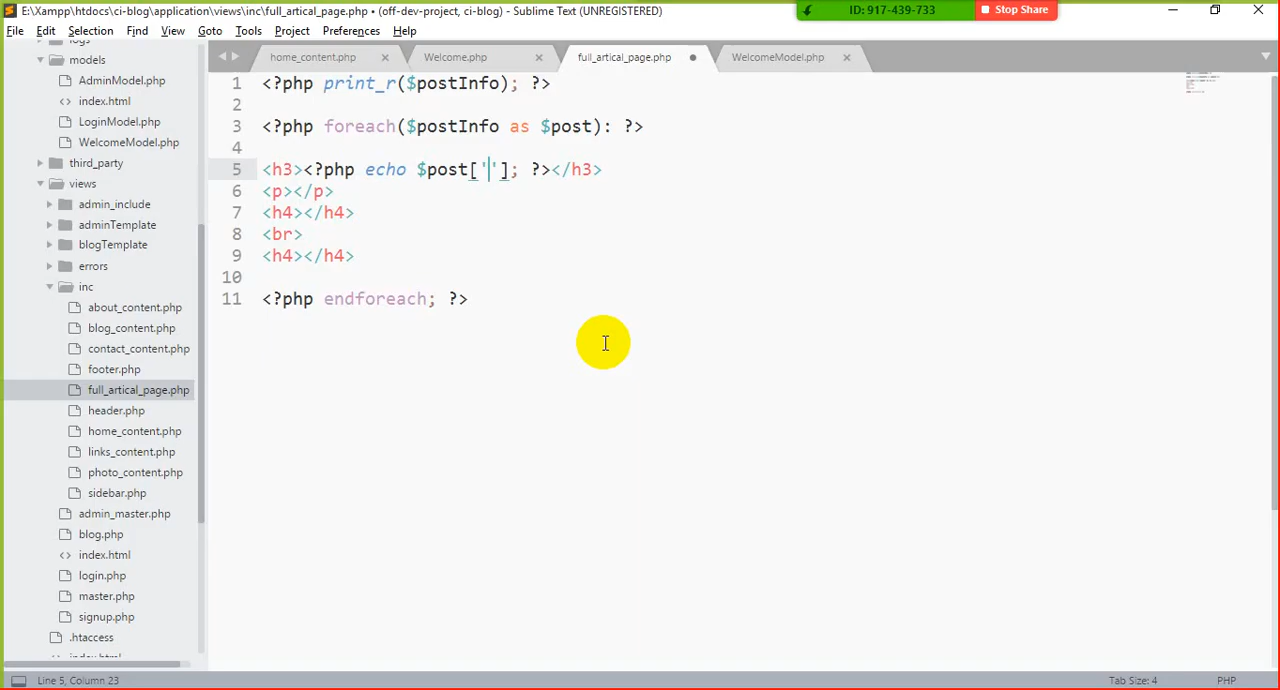 E:\Xampp\htdocs\ci-blog\application\views\inc\full_artical_page.php • (off-dev-project, ci-blog) - Sublime Text (UNREGISTERED)
ID: 917-439-733
Stop Share
File Edit Selection Find View Goto Tools Project Preferences Help
home_content.php Welcome.php full_artical_page.php WelcomeModel.php
logs
models
AdminModel.php
index.html
LoginModel.php
WelcomeModel.php
third_party
views
admin_include
adminTemplate
blogTemplate
errors
inc
about_content.php
blog_content.php
contact_content.php
footer.php
full_artical_page.php
header.php
home_content.php
links_content.php
photo_content.php
sidebar.php
admin_master.php
blog.php
index.html
login.php
master.php
signup.php
.htaccess
index.html
1 <?php print_r($postInfo); ?>
2
3 <?php foreach($postInfo as $post): ?>
4
5 <h3><?php echo $post['']; ?></h3>
6 <p></p>
7 <h4></h4>
8 <br>
9 <h4></h4>
10
11 <?php endforeach; ?>
Line 5, Column 23
Tab Size: 4
PHP